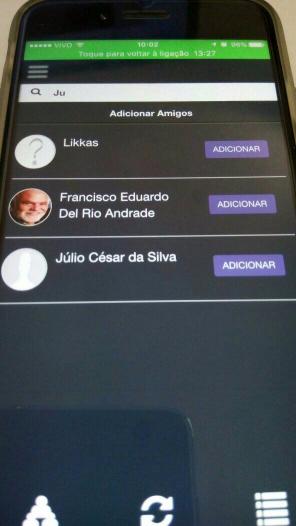 VIVO 10:02 96%
Toque para voltar à ligação 13:27
Ju
Adicionar Amigos
Likkas
ADICIONAR
Francisco Eduardo
Del Rio Andrade
ADICIONAR
Júlio César da Silva
ADICIONAR